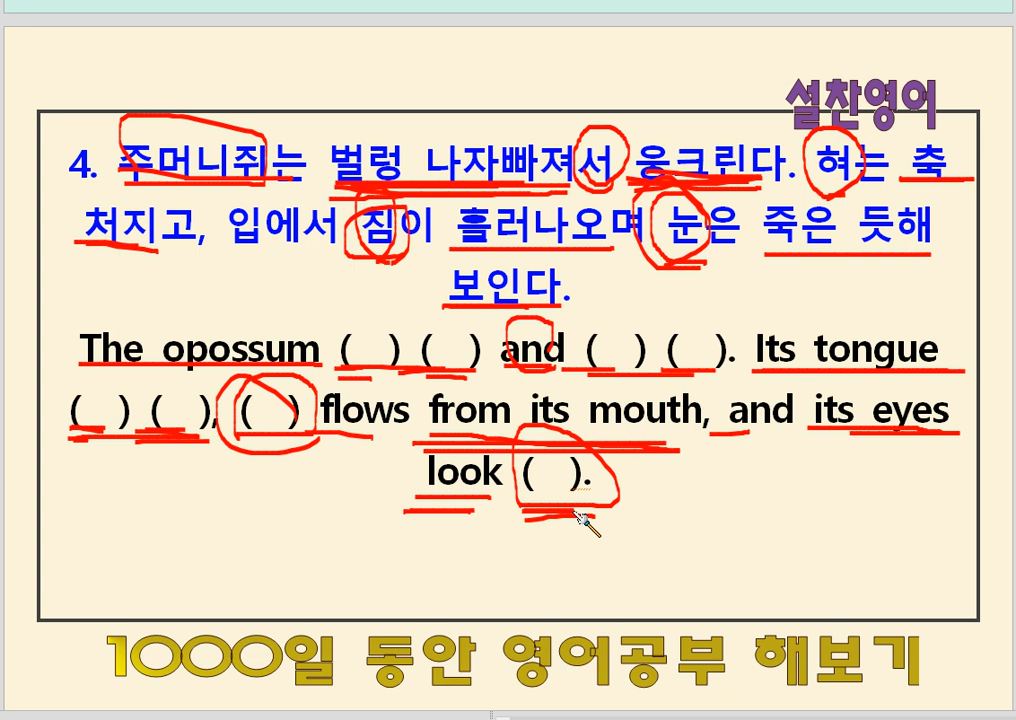 설찬영어
4. 주머니쥐는 벌렁 나자빠져서 웅크린다. 혀는 축
처지고, 입에서 침이 흘러나오며 눈은 죽은 듯해
보인다.
The opossum ( ) ( ) and ( ) ( ). Its tongue
( ) ( ), ( ) flows from its mouth, and its eyes
look ( ).
1000일 동안 영어공부 해보기